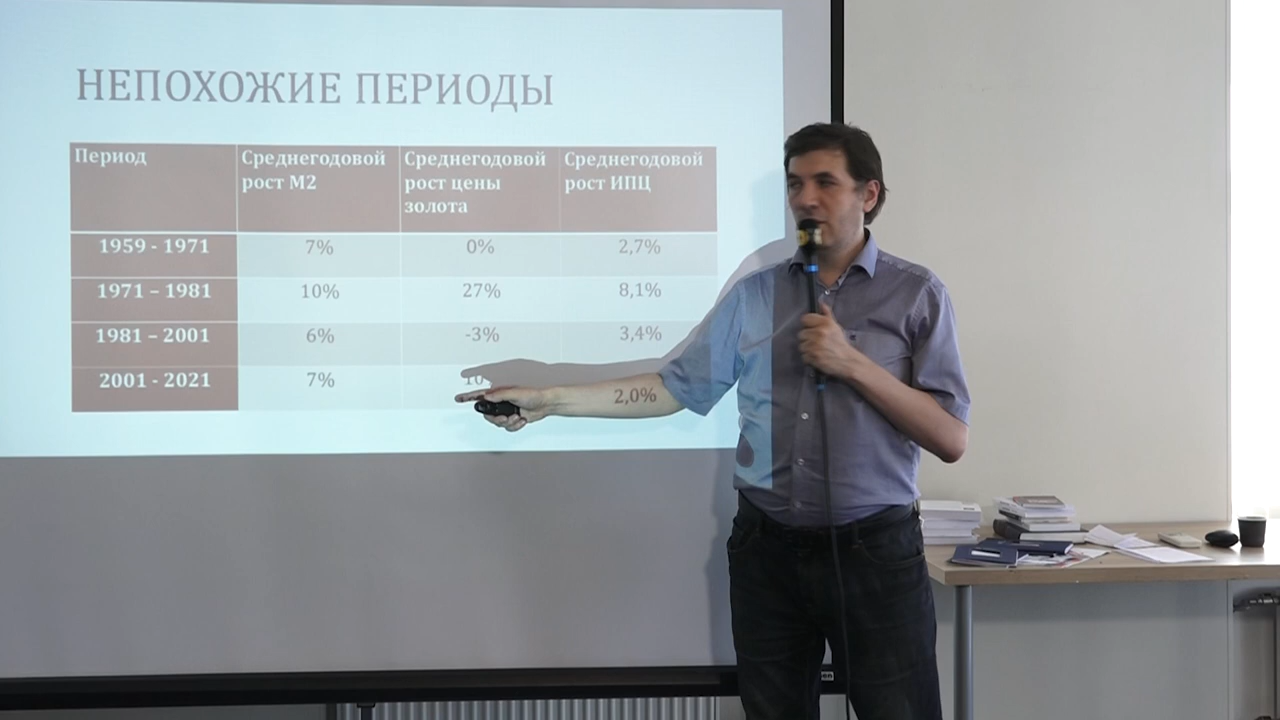 НЕПОХОЖИЕ ПЕРИОДЫ
Период Среднегодовой Среднегодовой Среднегодовой
рост М2 рост цены рост ИПЦ
золота
1959 - 1971 7% 0% 2,7%
1971 – 1981 10% 27% 8,1%
1981 – 2001 6% -3% 3,4%
2001 - 2021 7% 10 2,0%